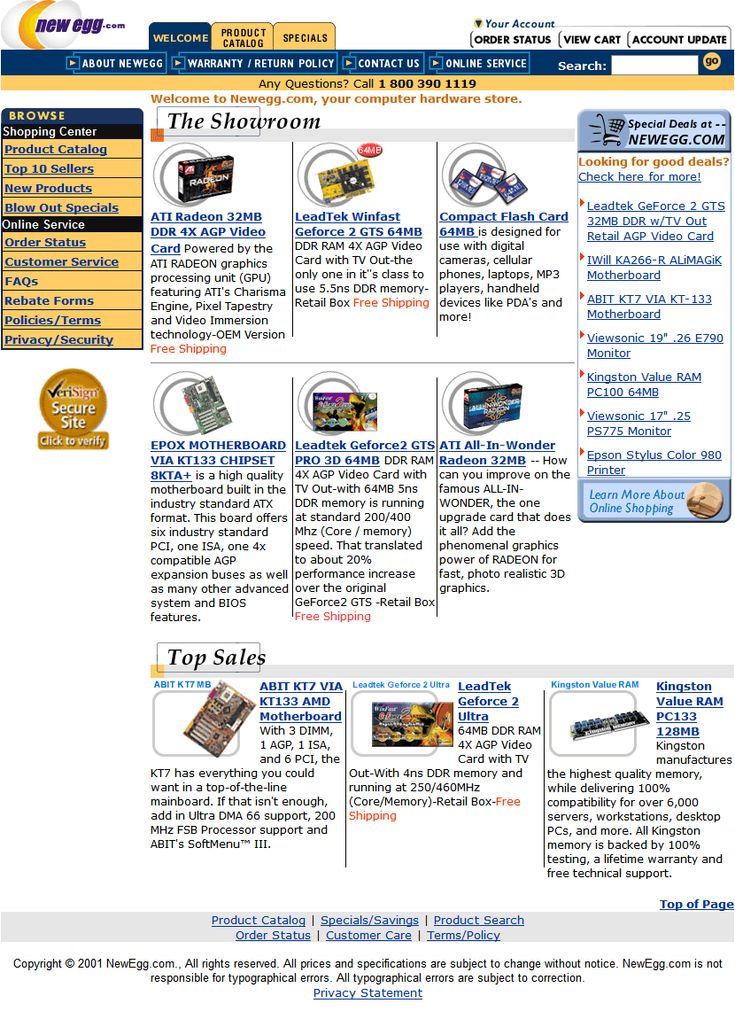 new egg.com
WELCOME
PRODUCT CATALOG
SPECIALS
Your Account
ORDER STATUS
VIEW CART
ACCOUNT UPDATE
ABOUT NEWEGG
WARRANTY / RETURN POLICY
CONTACT US
ONLINE SERVICE
Search:
GO
Any Questions? Call 1 800 390 1119
BROWSE
Shopping Center
Product Catalog
Top 10 Sellers
New Products
Blow Out Specials
Online Service
Order Status
Customer Service
FAQs
Rebate Forms
Policies/Terms
Privacy/Security
VeriSign
Secure
Site
Click to verify
Welcome to Newegg.com, your computer hardware store.
The Showroom
RADEON
ATI Radeon 32MB
DDR 4X AGP Video
Card Powered by the
ATI RADEON graphics
processing unit (GPU)
featuring ATI's Charisma
Engine, Pixel Tapestry
and Video Immersion
technology-OEM Version
Free Shipping
64MB
LeadTek Winfast
Geforce 2 GTS 64MB
DDR RAM 4X AGP Video
Card with TV Out-the
only one in it"s class to
use 5.5ns DDR memory-
Retail Box Free Shipping
Compact Flash Card
64MB is designed for
use with digital
cameras, cellular
phones, laptops, MP3
players, handheld
devices like PDA's and
more!
EPOX MOTHERBOARD
VIA KT133 CHIPSET
8KTA+ is a high quality
motherboard built in the
industry standard ATX
format. This board offers
six industry standard
PCI, one ISA, one 4x
compatible AGP
expansion buses as well
as many other advanced
system and BIOS
features.
Leadtek Geforce2 GTS
PRO 3D 64MB DDR RAM
4X AGP Video Card with
TV Out-with 64MB 5ns
DDR memory is running
at standard 200/400
Mhz (Core / memory)
speed. That translated
to about 20%
performance increase
over the original
GeForce2 GTS -Retail Box
Free Shipping
ATI All-In-Wonder
Radeon 32MB -- How
can you improve on the
famous ALL-IN-
WONDER, the one
upgrade card that does
it all? Add the
phenomenal graphics
power of RADEON for
fast, photo realistic 3D
graphics.
Special Deals at --
NEWEGG.COM
Looking for good deals?
Check here for more!
Leadtek GeForce 2 GTS
32MB DDR w/TV Out
Retail AGP Video Card
IWill KA266-R ALiMAGiK
Motherboard
ABIT KT7 VIA KT-133
Motherboard
Viewsonic 19" .26 E790
Monitor
Kingston Value RAM
PC100 64MB
Viewsonic 17" .25
PS775 Monitor
Epson Stylus Color 980
Printer
Learn More About
Online Shopping
Top Sales
ABIT KT7 MB
ABIT KT7 VIA
KT133 AMD
Motherboard
With 3 DIMM,
1 AGP, 1 ISA,
and 6 PCI, the
KT7 has everything you could
want in a top-of-the-line
mainboard. If that isn't enough,
add in Ultra DMA 66 support, 200
MHz FSB Processor support and
ABIT's SoftMenu™ III.
Leadtek Geforce 2 Ultra
LeadTek
Geforce 2
Ultra
64MB DDR RAM
4X AGP Video
Card with TV
Out-With 4ns DDR memory and
running at 250/460MHz
(Core/Memory)-Retail Box-Free
Shipping
Kingston Value RAM
Kingston
Value RAM
PC133
128MB
Kingston
manufactures
the highest quality memory,
while delivering 100%
compatibility for over 6,000
servers, workstations, desktop
PCs, and more. All Kingston
memory is backed by 100%
testing, a lifetime warranty and
free technical support.
Top of Page
Product Catalog | Specials/Savings | Product Search
Order Status | Customer Care | Terms/Policy
Copyright © 2001 NewEgg.com., All rights reserved. All prices and specifications are subject to change without notice. NewEgg.com is not
responsible for typographical errors. All typographical errors are subject to correction.
Privacy Statement